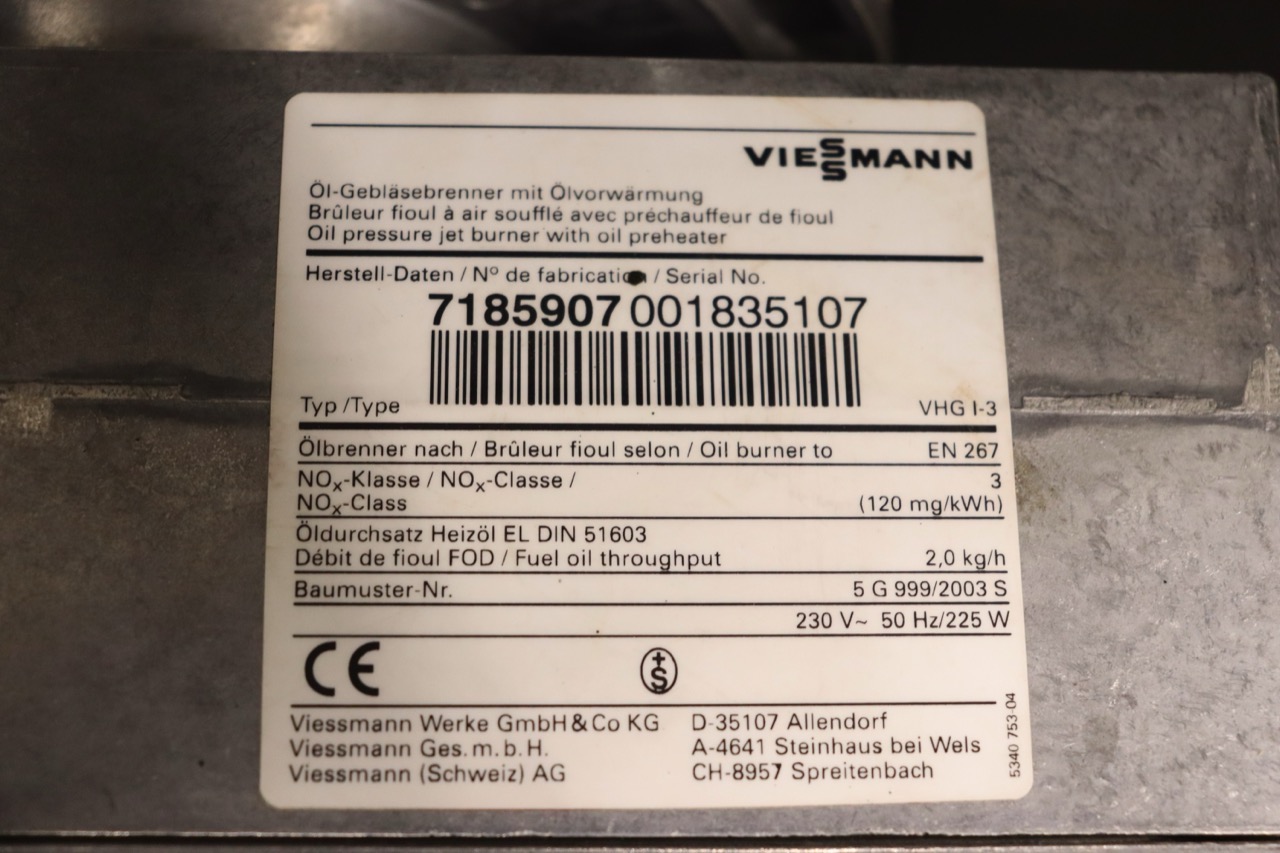 VIESSMANN
Öl-Gebläsebrenner mit Ölvorwärmung
Brûleur fioul à air soufflé avec préchauffeur de fioul
Oil pressure jet burner with oil preheater
Herstell-Daten / Nº de fabrication / Serial No.
7185907 001835107
Typ /Type VHG I-3
Ölbrenner nach / Brûleur fioul selon / Oil burner to EN 267
NOx-Klasse / NOx-Classe / 3
NOx-Class (120 mg/kWh)
Öldurchsatz Heizöl EL DIN 51603
Débit de fioul FOD / Fuel oil throughput 2,0 kg/h
Baumuster-Nr. 5 G 999/2003 S
230 V~ 50 Hz/225 W
CE +S
Viessmann Werke GmbH & Co KG D-35107 Allendorf
Viessmann Ges. m. b. H. A-4641 Steinhaus bei Wels
Viessmann (Schweiz) AG CH-8957 Spreitenbach
5340 753-04